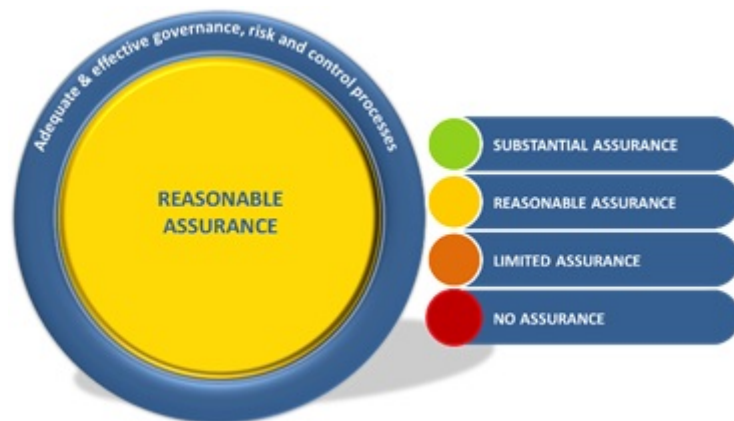 Adequate & effective governance, risk and control processes
REASONABLE
ASSURANCE
SUBSTANTIAL ASSURANCE
REASONABLE ASSURANCE
LIMITED ASSURANCE
NO ASSURANCE